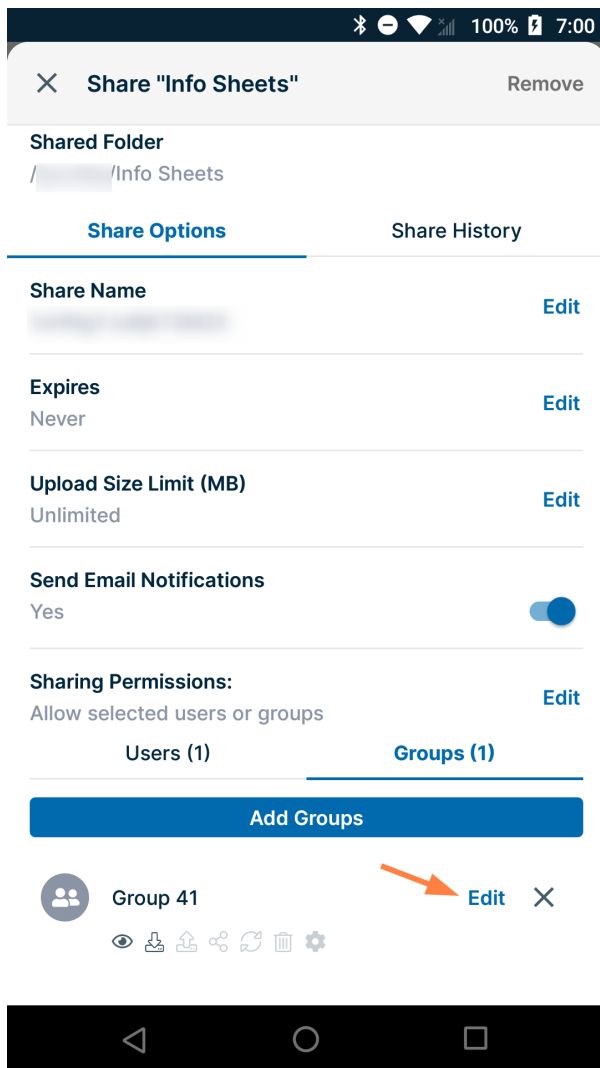 100% 7:00
Share "Info Sheets" Remove
Shared Folder
/ /Info Sheets
Share Options Share History
Share Name
Edit
Expires
Never
Edit
Upload Size Limit (MB)
Unlimited
Edit
Send Email Notifications
Yes
Sharing Permissions:
Allow selected users or groups
Edit
Users (1) Groups (1)
Add Groups
Group 41 Edit